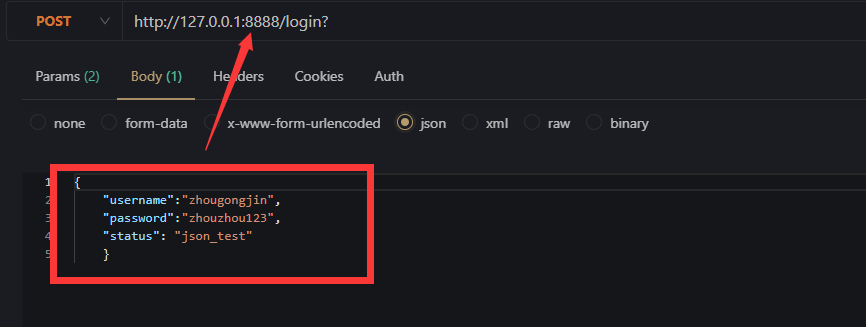 POST http://127.0.0.1:8888/login?
Params (2) Body (1) Headers Cookies Auth
none form-data x-www-form-urlencoded json xml raw binary
1 {
2 "username":"zhougongjin",
3 "password":"zhouzhou123",
4 "status": "json_test"
5 }